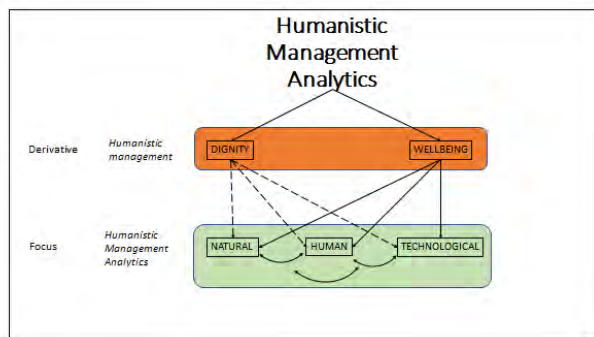 Humanistic
Management
Analytics
Derivative
Humanistic
management
DIGNITY
WELLBEING
Focus
Humanistic
Management
Analytics
NATURAL
HUMAN
TECHNOLOGICAL